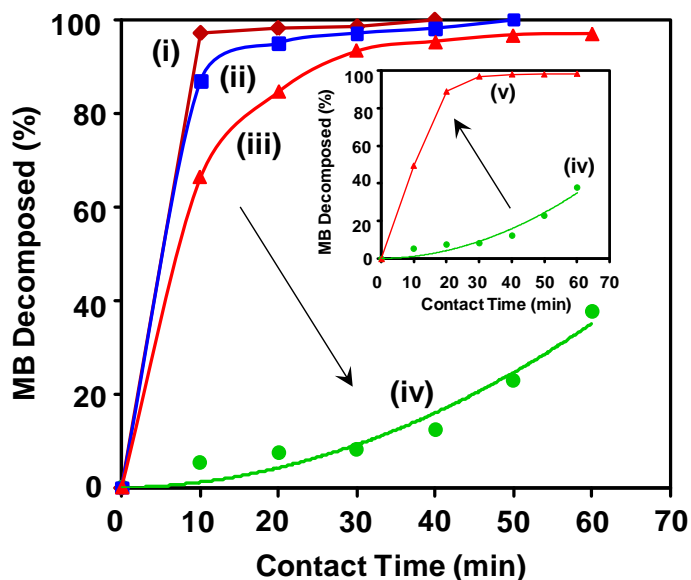 100
80
60
40
20
0
MB Decomposed (%)
(i)
(ii)
(iii)
(iv)
0 10 20 30 40 50 60 70
Contact Time (min)
100
80
60
40
20
0
MB Decomposed (%)
(v)
(iv)
0 10 20 30 40 50 60 70
Contact Time (min)